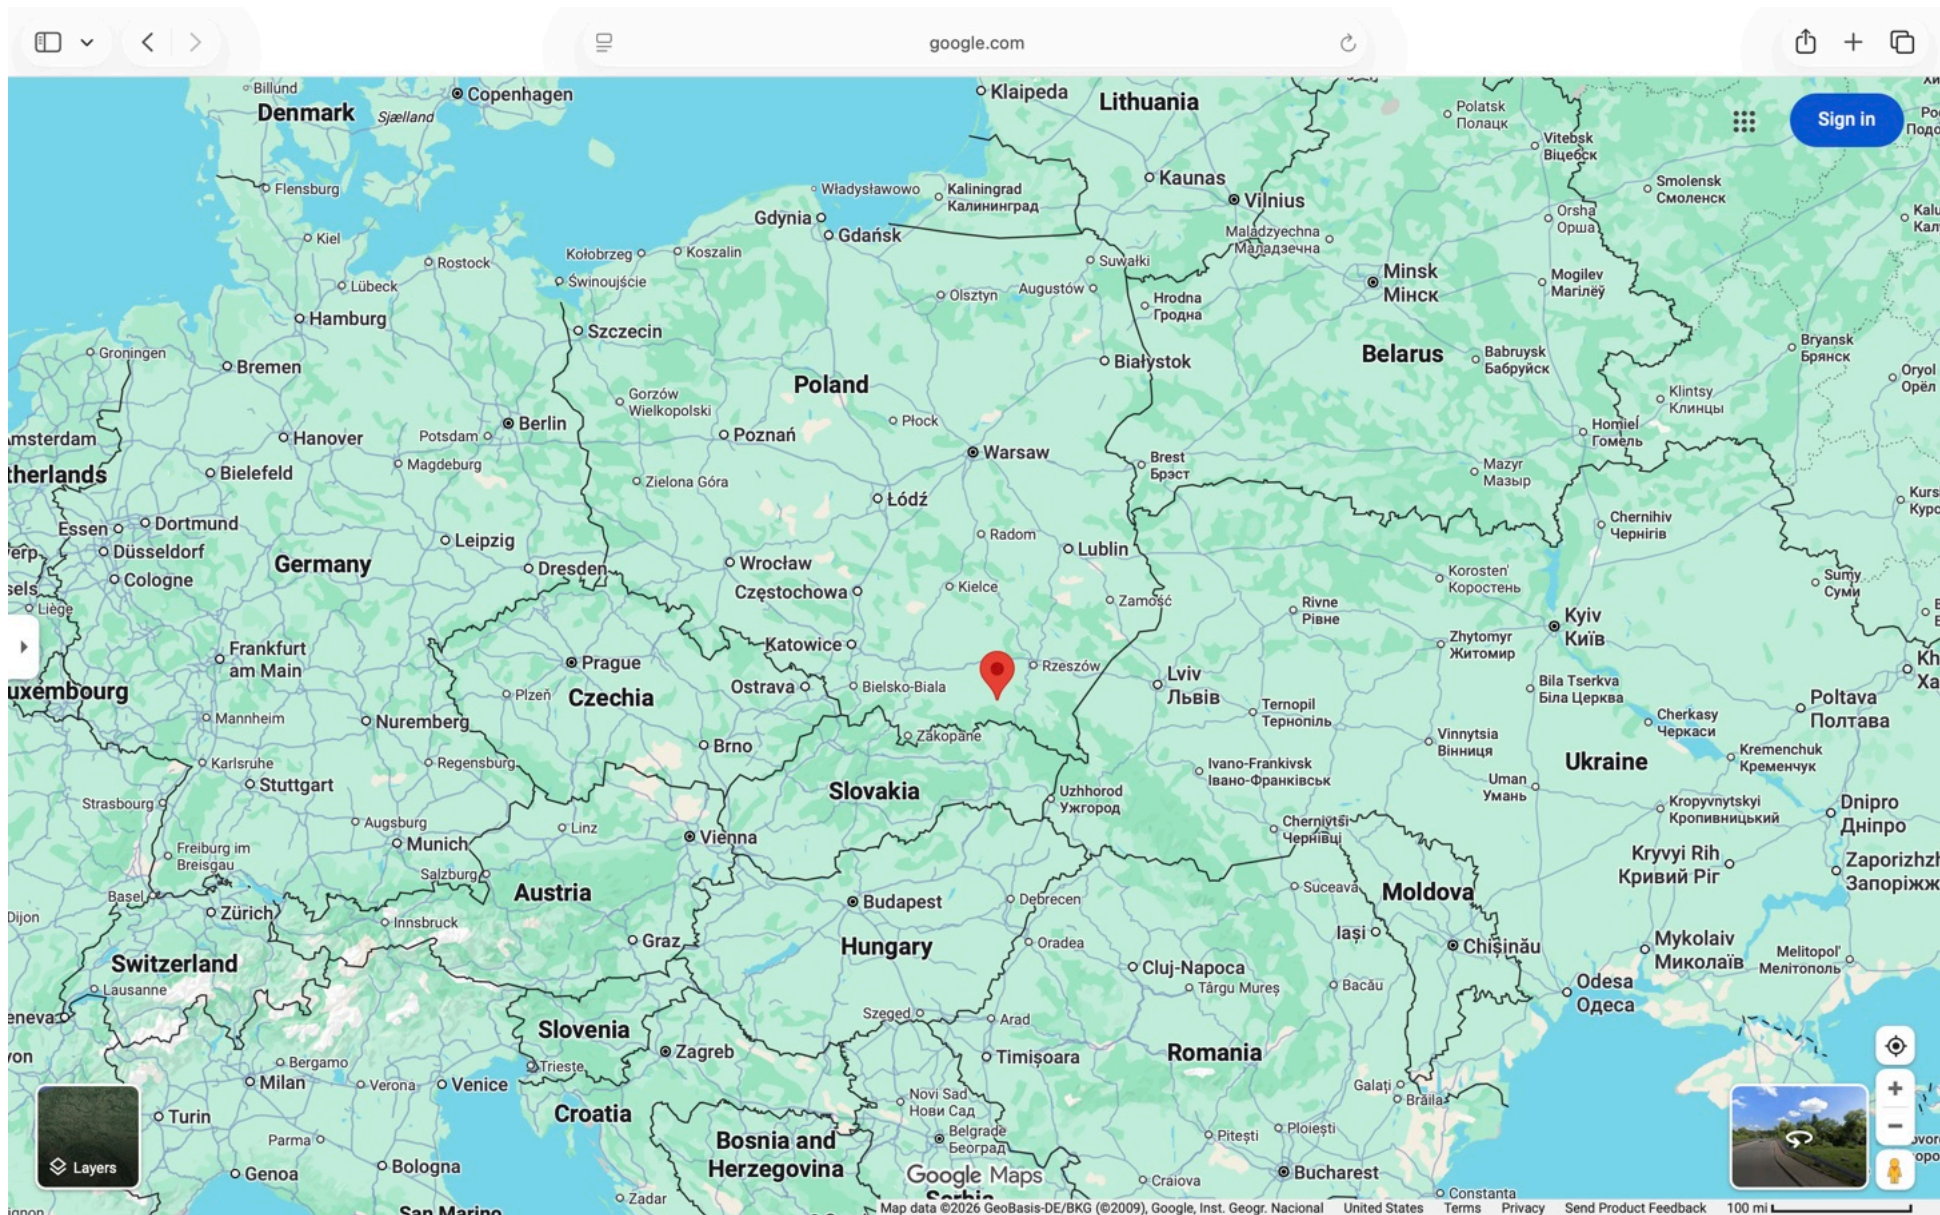 google.com
Sign in
Billund
Denmark
Sjælland
Copenhagen
Klaipeda
Lithuania
Polatsk
Полацк
Vitebsk
Віцебск
Flensburg
Władysławowo
Kaliningrad
Калининград
Kaunas
Vilnius
Smolensk
Смоленск
Orsha
Орша
Kiel
Gdynia
Gdańsk
Maladzyechna
Маладзечна
Rostock
Kołobrzeg
Koszalin
Suwałki
Minsk
Мінск
Mogilev
Магілёў
Lübeck
Świnoujście
Olsztyn
Augustów
Hrodna
Гродна
Hamburg
Szczecin
Groningen
Bremen
Poland
Białystok
Belarus
Babruysk
Бабруйск
Bryansk
Брянск
Oryol
Орёл
Gorzów
Wielkopolski
Klintsy
Клинцы
Berlin
Płock
Homieĺ
Гомель
Hanover
Potsdam
Poznań
Warsaw
Brest
Брэст
Mazyr
Мазыр
Bielefeld
Magdeburg
Zielona Góra
Łódź
Essen
Dortmund
Düsseldorf
Cologne
Germany
Leipzig
Dresden
Wrocław
Częstochowa
Radom
Kielce
Lublin
Zamość
Chernihiv
Чернігів
Korosten'
Коростень
Sumy
Суми
Liège
Rivne
Рівне
Kyiv
Київ
Frankfurt
am Main
Prague
Katowice
Rzeszów
Zhytomyr
Житомир
Plzeň
Czechia
Ostrava
Bielsko-Biala
Lviv
Львів
Bila Tserkva
Біла Церква
Poltava
Полтава
Mannheim
Nuremberg
Zakopane
Ternopil
Тернопіль
Vinnytsia
Вінниця
Cherkasy
Черкаси
Karlsruhe
Regensburg
Brno
Ivano-Frankivsk
Івано-Франківськ
Ukraine
Kremenchuk
Кременчук
Stuttgart
Slovakia
Uzhhorod
Ужгород
Uman
Умань
Strasbourg
Augsburg
Linz
Vienna
Chernivtsi
Чернівці
Kropyvnytskyi
Кропивницький
Dnipro
Дніпро
Freiburg im
Breisgau
Munich
Salzburg
Kryvyi Rih
Кривий Ріг
Basel
Zürich
Innsbruck
Austria
Budapest
Debrecen
Suceava
Moldova
Dijon
Graz
Hungary
Oradea
Iași
Chișinău
Mykolaiv
Миколаїв
Melitopol'
Мелітополь
Switzerland
Lausanne
Cluj-Napoca
Târgu Mureș
Bacău
Odesa
Одеса
Slovenia
Szeged
Arad
Bergamo
Trieste
Zagreb
Timișoara
Romania
Milan
Verona
Venice
Novi Sad
Нови Сад
Galați
Brăila
Turin
Croatia
Parma
Bosnia and
Herzegovina
Belgrade
Београд
Pitești
Ploiești
Layers
Genoa
Bologna
Google Maps
Bucharest
Zadar
Serbia
Craiova
Constanta
San Marino
Map data ©2026 GeoBasis-DE/BKG (©2009), Google, Inst. Geogr. Nacional United States Terms Privacy Send Product Feedback 100 mi